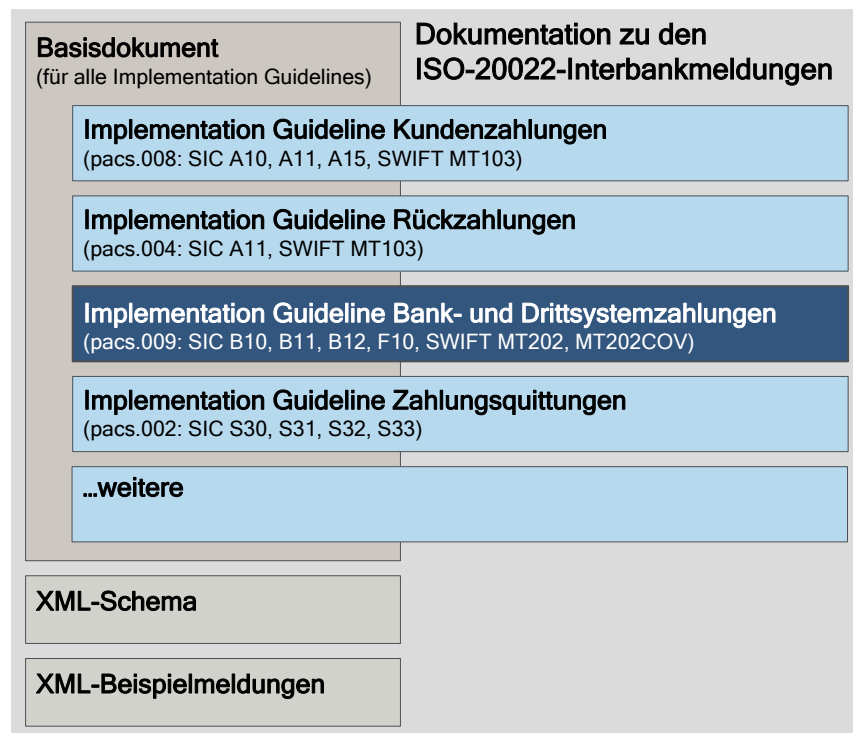 Basisdokument
(für alle Implementation Guidelines)
Dokumentation zu den
ISO-20022-Interbankmeldungen
Implementation Guideline Kundenzahlungen
(pacs.008: SIC A10, A11, A15, SWIFT MT103)
Implementation Guideline Rückzahlungen
(pacs.004: SIC A11, SWIFT MT103)
Implementation Guideline Bank- und Drittsystemzahlungen
(pacs.009: SIC B10, B11, B12, F10, SWIFT MT202, MT202COV)
Implementation Guideline Zahlungsquittungen
(pacs.002: SIC S30, S31, S32, S33)
...weitere
XML-Schema
XML-Beispielmeldungen